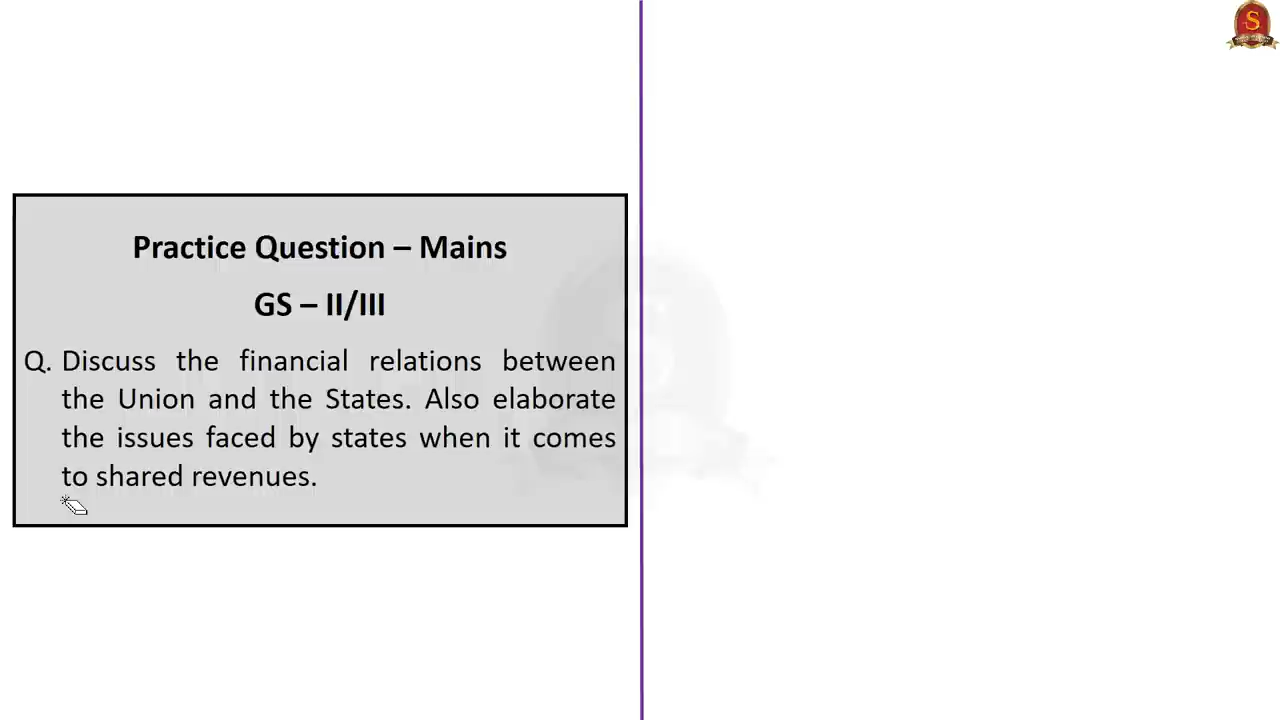 Practice Question – Mains
GS – II/III
Q. Discuss the financial relations between
the Union and the States. Also elaborate
the issues faced by states when it comes
to shared revenues.
S